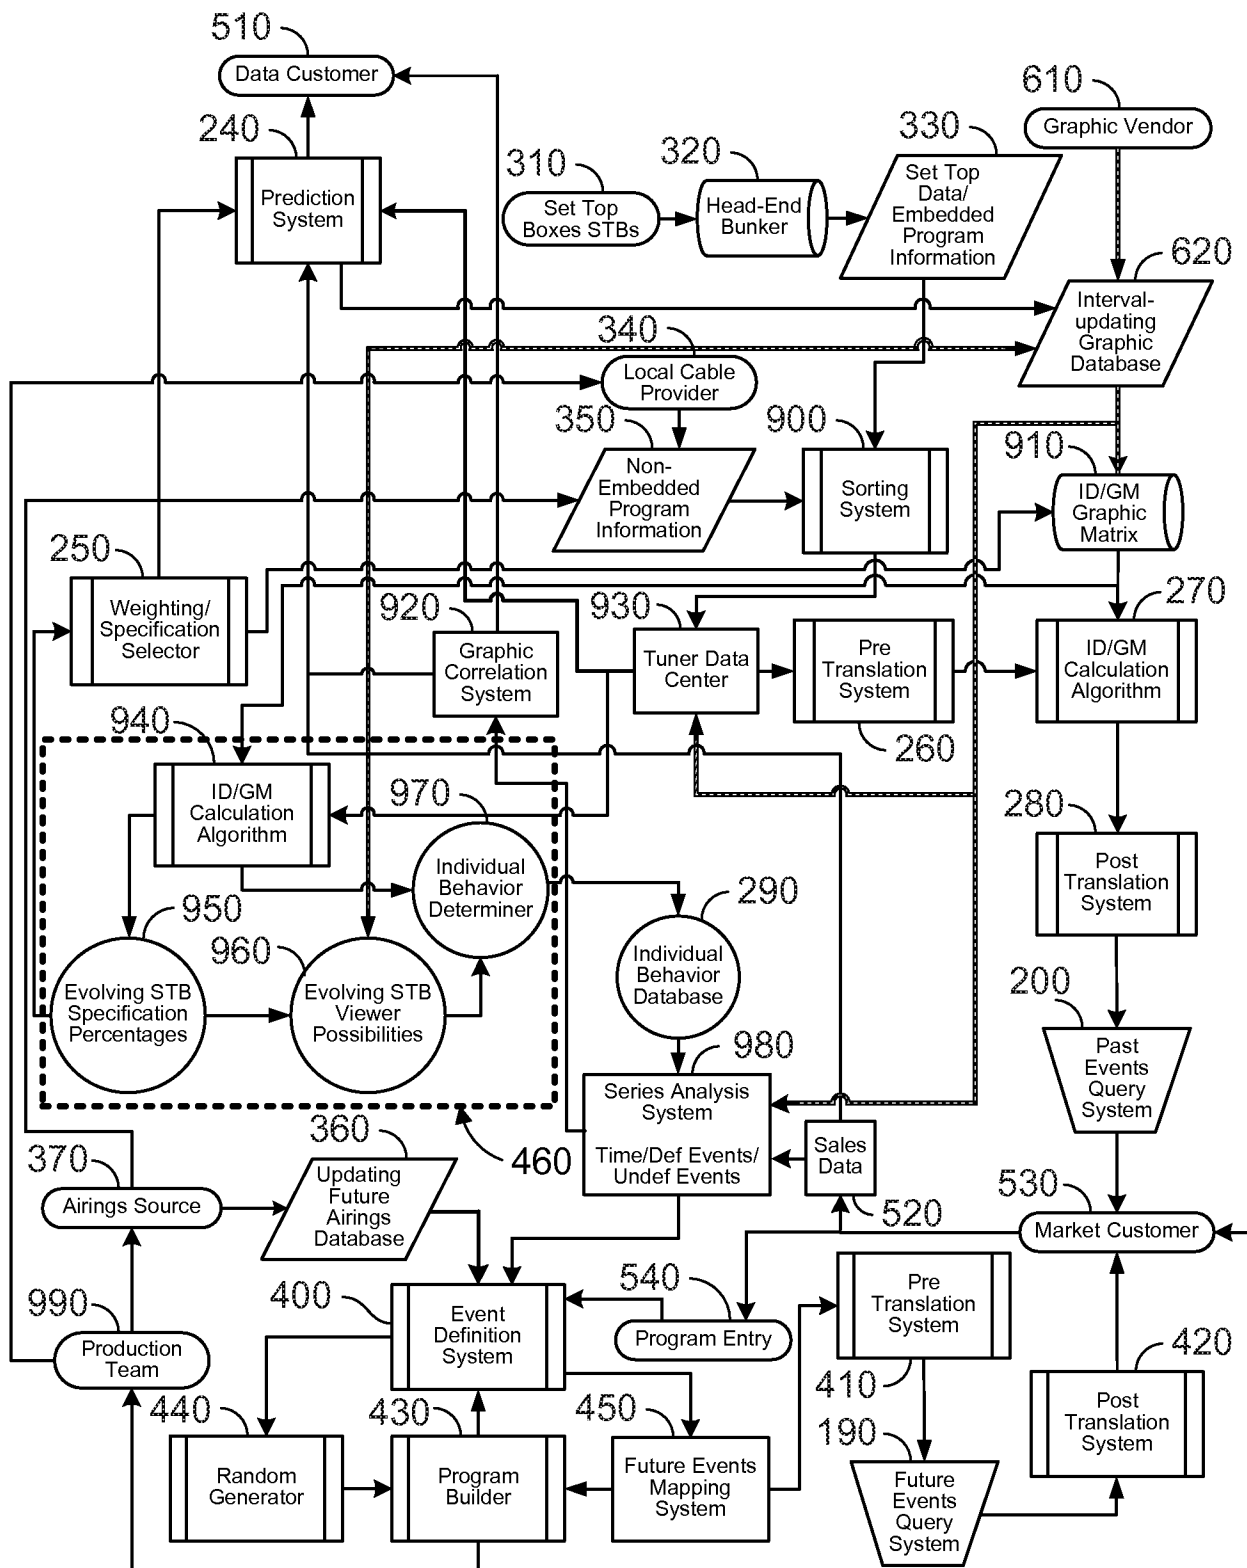 510
Data Customer
240
Prediction
System
310
Set Top
Boxes STBs
320
Head-End
Bunker
330
Set Top
Data/
Embedded
Program
Information
610
Graphic Vendor
620
Interval-
updating
Graphic
Database
340
Local Cable
Provider
350
Non-
Embedded
Program
Information
900
Sorting
System
910
ID/GM
Graphic
Matrix
250
Weighting/
Specification
Selector
920
Graphic
Correlation
System
930
Tuner Data
Center
Pre
Translation
System
260
270
ID/GM
Calculation
Algorithm
940
ID/GM
Calculation
Algorithm
970
Individual
Behavior
Determiner
280
Post
Translation
System
950
Evolving STB
Specification
Percentages
960
Evolving STB
Viewer
Possibilities
290
Individual
Behavior
Database
200
Past
Events
Query
System
980
Series Analysis
System
Time/Def Events/
Undef Events
460
Sales
Data
520
370
Airings Source
360
Updating
Future
Airings
Database
530
Market Customer
990
Production
Team
400
Event
Definition
System
540
Program Entry
Pre
Translation
System
410
420
Post
Translation
System
440
Random
Generator
430
Program
Builder
450
Future Events
Mapping
System
190
Future
Events
Query
System